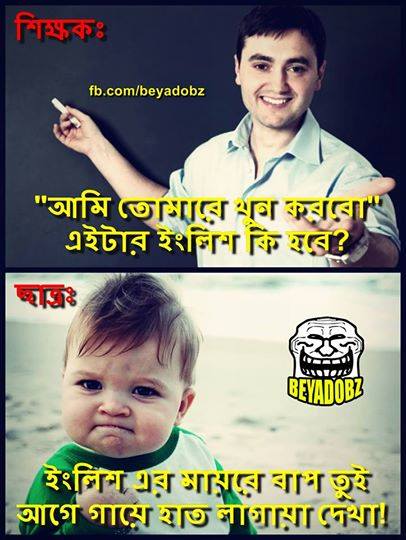 শিক্ষকঃ
fb.com/beyadobz
"আমি তোমারে খুন করবো"
এইটার ইংলিশ কি হবে?
ছাত্রঃ
BEYADOBZ
ইংলিশ এর মায়রে বাপ তুই
আগে গায়ে হাত লাগায়া দেখা!